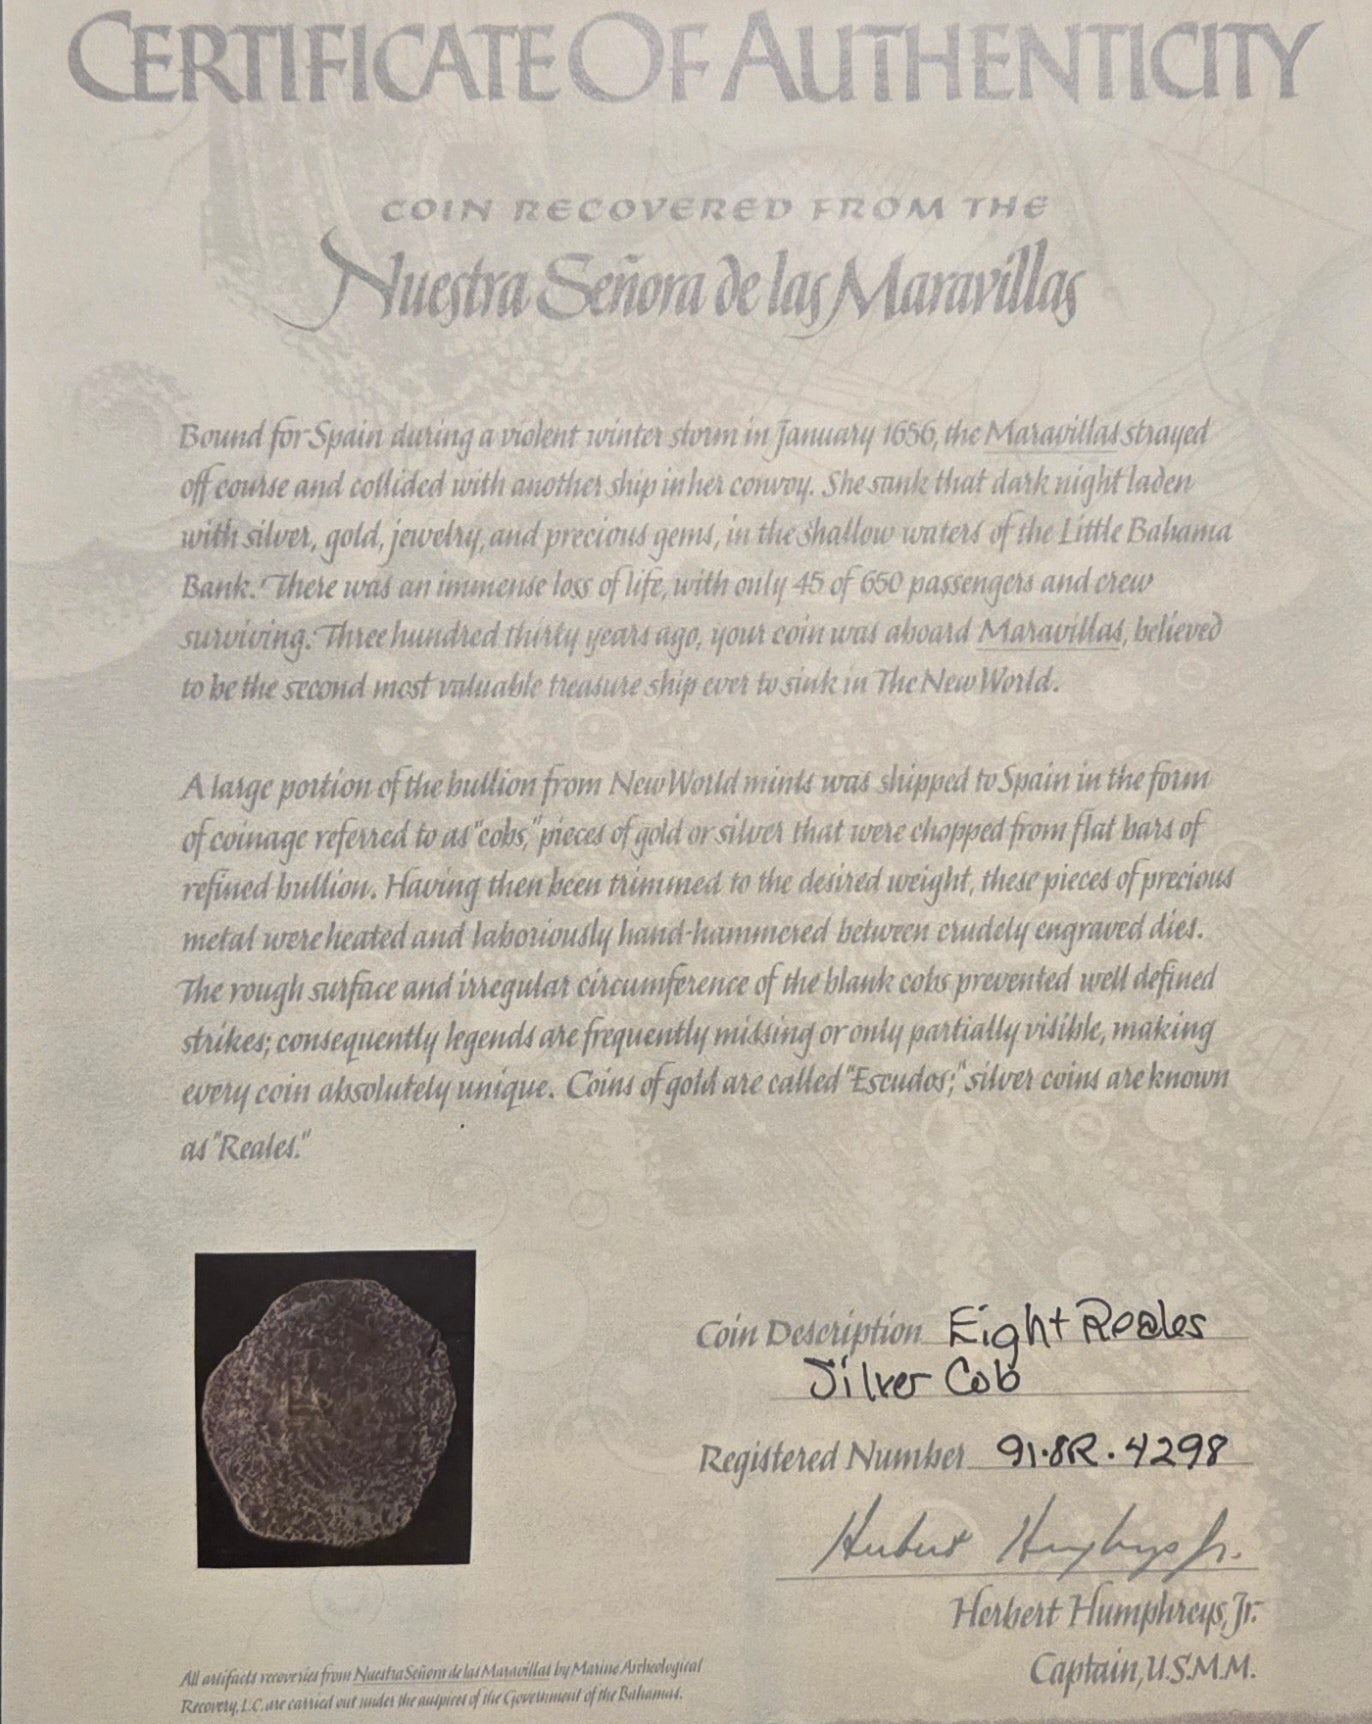 CERTIFICATE OF AUTHENTICITY
COIN RECOVERED FROM THE
Nuestra Señora de las Maravillas
Bound for Spain during a violent winter storm in January 1656, the Maravillas strayed
off course and collided with another ship in her convoy. She sank that dark night laden
with silver, gold, jewelry, and precious gems, in the shallow waters of the Little Bahama
Bank. There was an immense loss of life, with only 45 of 650 passengers and crew
surviving. Three hundred thirty years ago, your coin was aboard Maravillas, believed
to be the second most valuable treasure ship ever to sink in The New World.
A large portion of the bullion from New World mints was shipped to Spain in the form
of coinage referred to as "cobs," pieces of gold or silver that were chopped from flat bars of
refined bullion. Having then been trimmed to the desired weight, these pieces of precious
metal were heated and laboriously hand-hammered between crudely engraved dies.
The rough surface and irregular circumference of the blank cobs prevented well defined
strikes; consequently legends are frequently missing or only partially visible, making
every coin absolutely unique. Coins of gold are called "Escudos;" silver coins are known
as "Reales."
Coin Description Eight Reales
Silver Cob
Registered Number 91·8R·4298
Herbert Humphreys Jr.
Herbert Humphreys, Jr.
Captain, U.S.M.M.
All artifacts recoveries from Nuestra Señora de las Maravillas by Marine Archeological
Recovery, L.C. are carried out under the auspices of the Government of the Bahamas.